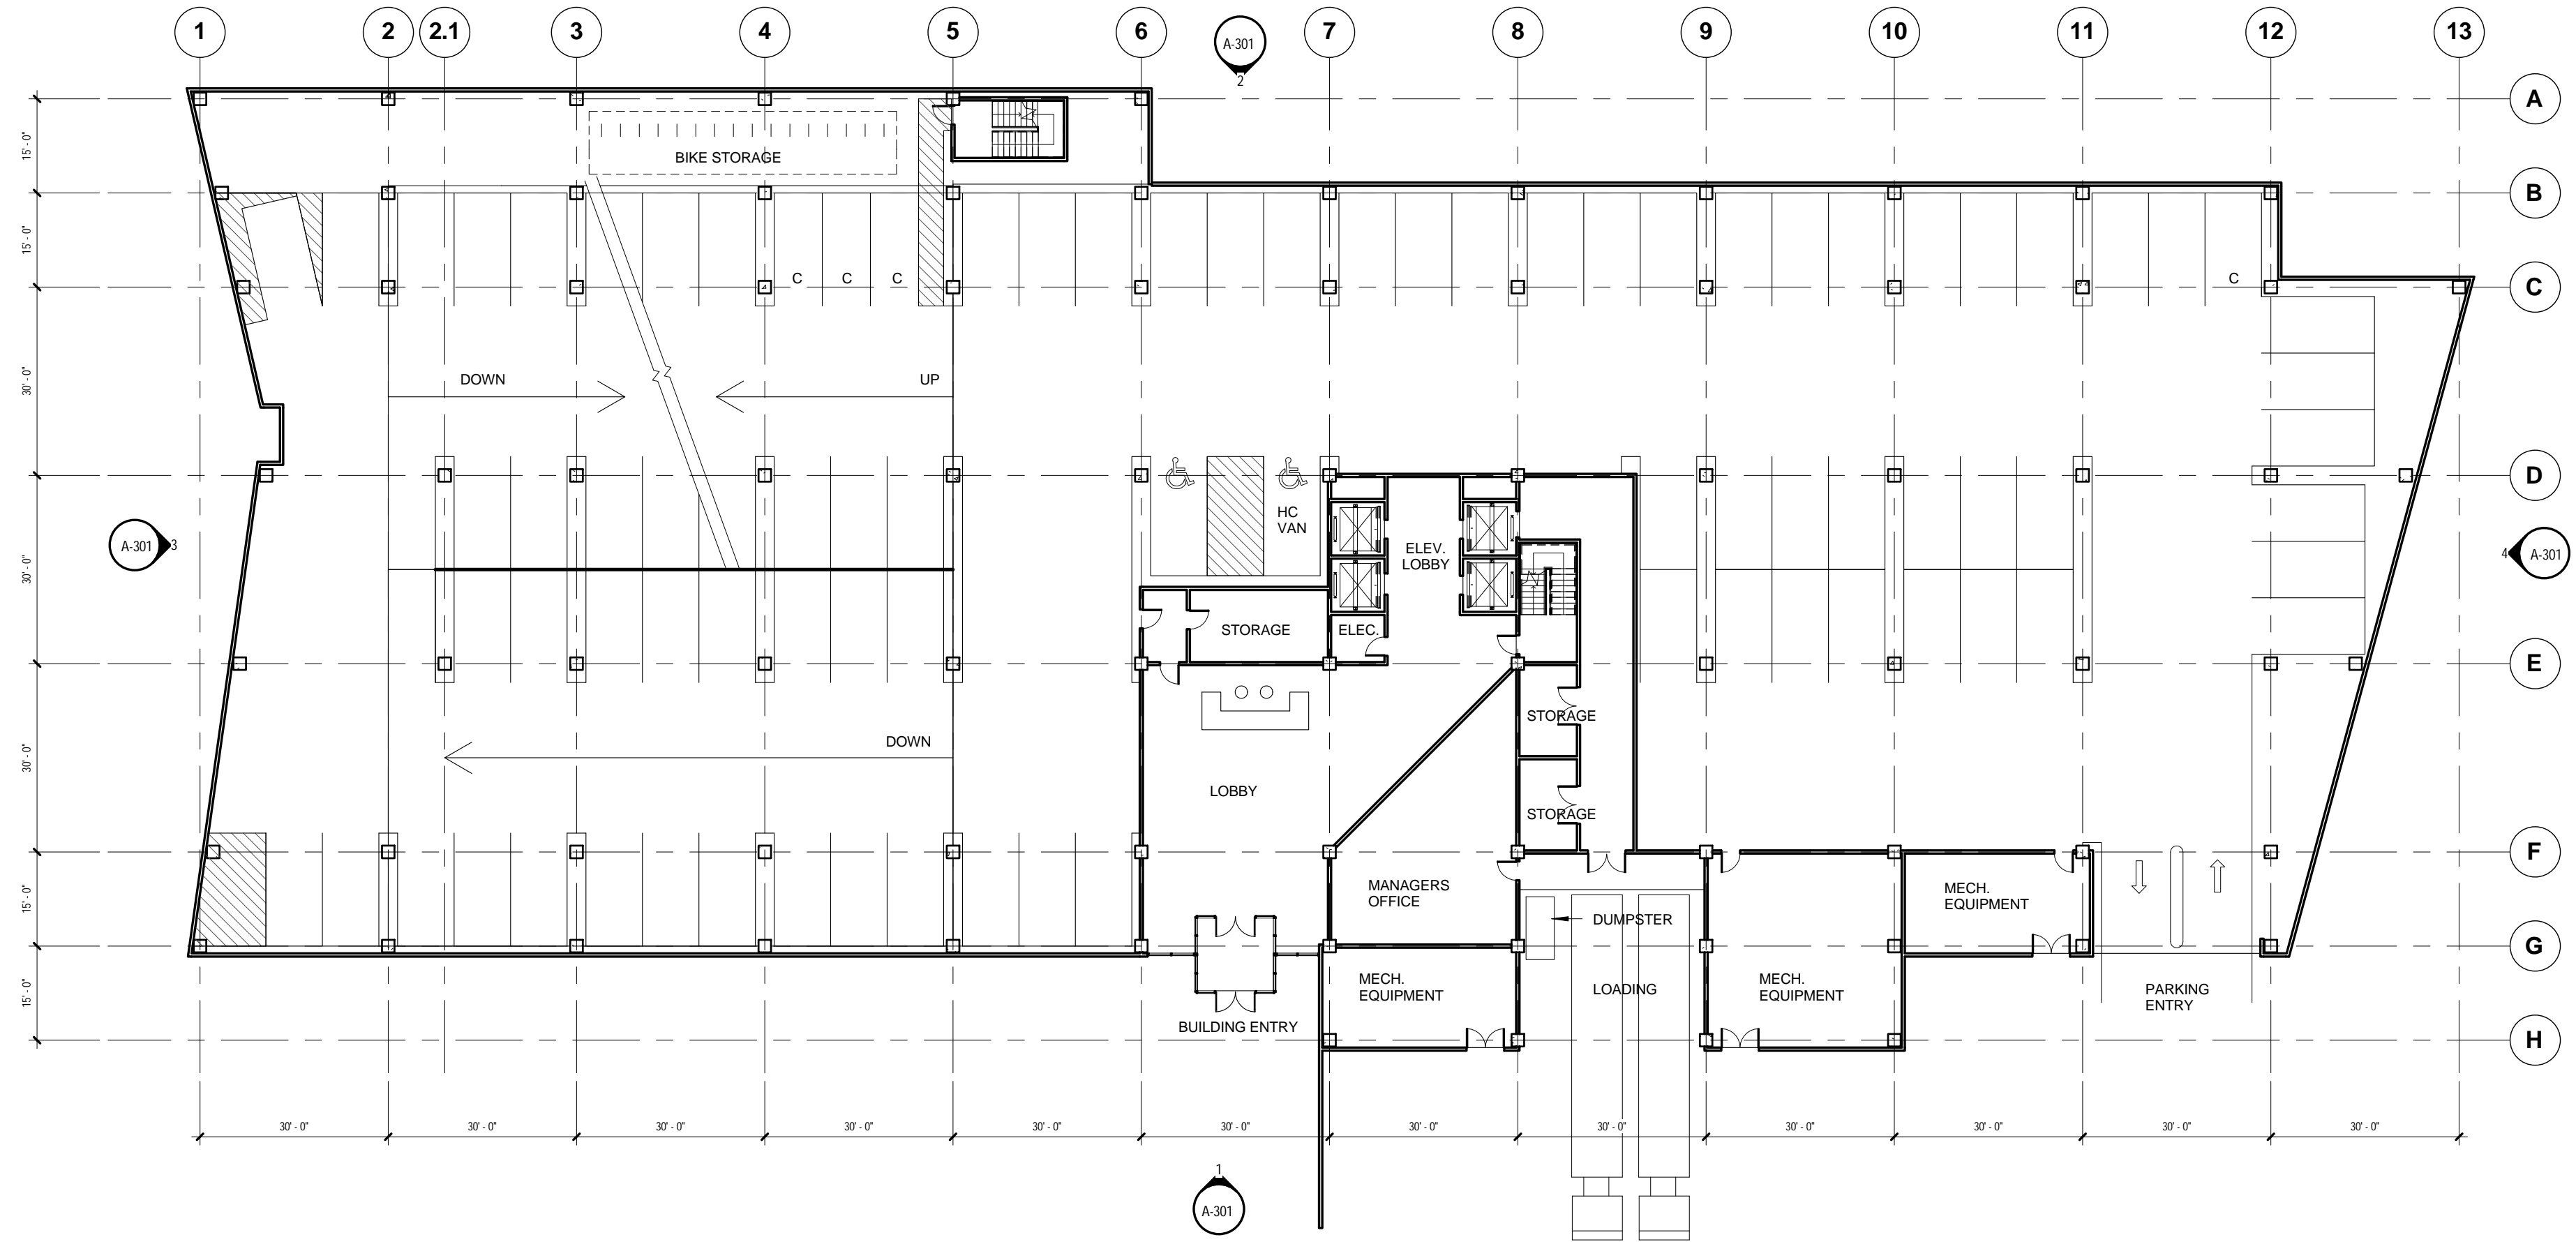 1
2
2.1
3
4
5
6
7
8
9
10
11
12
13
A-301
2
A
B
C
D
E
F
G
H
15' - 0"
15' - 0"
30' - 0"
30' - 0"
30' - 0"
15' - 0"
15' - 0"
BIKE STORAGE
C
C
C
C
DOWN
UP
HC
VAN
ELEV.
LOBBY
A-301
3
4
A-301
STORAGE
ELEC.
STORAGE
DOWN
LOBBY
STORAGE
MANAGERS
OFFICE
MECH.
EQUIPMENT
DUMPSTER
MECH.
EQUIPMENT
LOADING
MECH.
EQUIPMENT
PARKING
ENTRY
BUILDING ENTRY
30' - 0"
30' - 0"
30' - 0"
30' - 0"
30' - 0"
30' - 0"
30' - 0"
30' - 0"
30' - 0"
30' - 0"
30' - 0"
30' - 0"
1
A-301